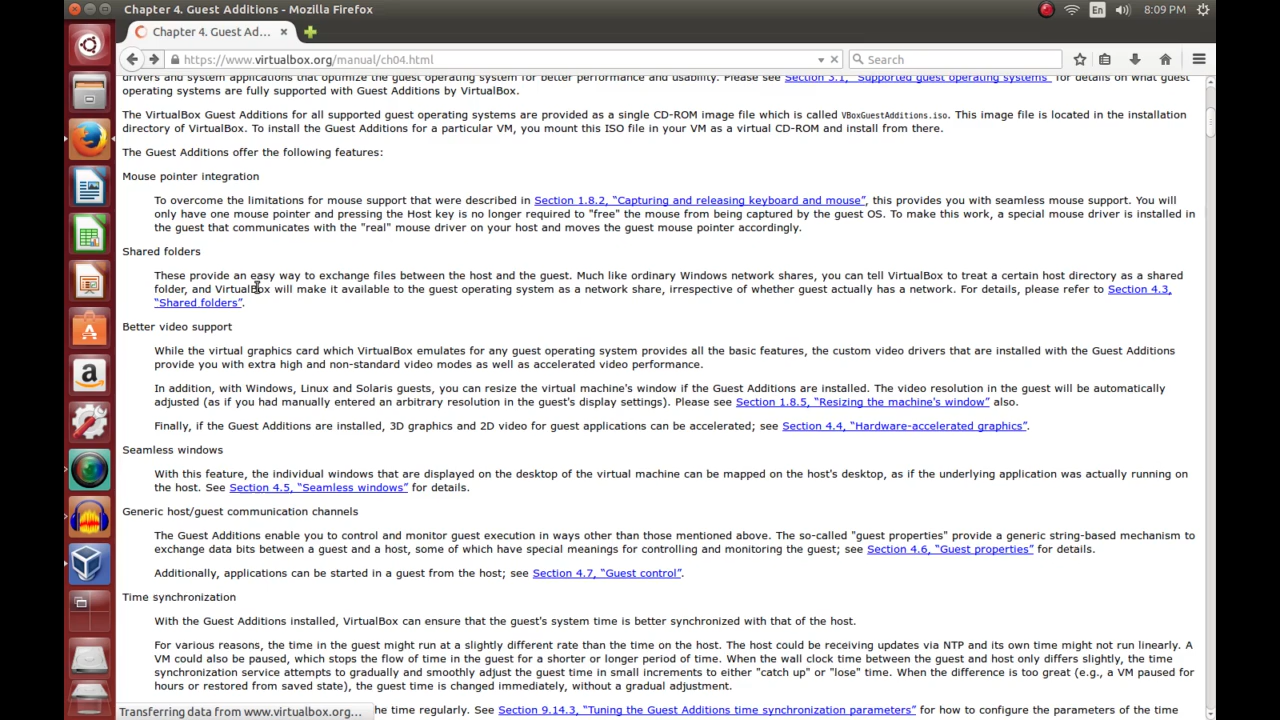 Chapter 4. Guest Additions - Mozilla Firefox
En
8:09 PM
Chapter 4. Guest Ad...
https://www.virtualbox.org/manual/ch04.html
Search
drivers and system applications that optimize the guest operating system for better performance and usability. Please see Section 3.1, “Supported guest operating systems” for details on what guest
operating systems are fully supported with Guest Additions by VirtualBox.
The VirtualBox Guest Additions for all supported guest operating systems are provided as a single CD-ROM image file which is called VBoxGuestAdditions.iso. This image file is located in the installation
directory of VirtualBox. To install the Guest Additions for a particular VM, you mount this ISO file in your VM as a virtual CD-ROM and install from there.
The Guest Additions offer the following features:
Mouse pointer integration
To overcome the limitations for mouse support that were described in Section 1.8.2, “Capturing and releasing keyboard and mouse”, this provides you with seamless mouse support. You will
only have one mouse pointer and pressing the Host key is no longer required to "free" the mouse from being captured by the guest OS. To make this work, a special mouse driver is installed in
the guest that communicates with the "real" mouse driver on your host and moves the guest mouse pointer accordingly.
Shared folders
These provide an easy way to exchange files between the host and the guest. Much like ordinary Windows network shares, you can tell VirtualBox to treat a certain host directory as a shared
folder, and VirtualBox will make it available to the guest operating system as a network share, irrespective of whether guest actually has a network. For details, please refer to Section 4.3,
“Shared folders”.
Better video support
While the virtual graphics card which VirtualBox emulates for any guest operating system provides all the basic features, the custom video drivers that are installed with the Guest Additions
provide you with extra high and non-standard video modes as well as accelerated video performance.
In addition, with Windows, Linux and Solaris guests, you can resize the virtual machine's window if the Guest Additions are installed. The video resolution in the guest will be automatically
adjusted (as if you had manually entered an arbitrary resolution in the guest's display settings). Please see Section 1.8.5, “Resizing the machine's window” also.
Finally, if the Guest Additions are installed, 3D graphics and 2D video for guest applications can be accelerated; see Section 4.4, “Hardware-accelerated graphics”.
Seamless windows
With this feature, the individual windows that are displayed on the desktop of the virtual machine can be mapped on the host's desktop, as if the underlying application was actually running on
the host. See Section 4.5, “Seamless windows” for details.
Generic host/guest communication channels
The Guest Additions enable you to control and monitor guest execution in ways other than those mentioned above. The so-called "guest properties" provide a generic string-based mechanism to
exchange data bits between a guest and a host, some of which have special meanings for controlling and monitoring the guest; see Section 4.6, “Guest properties” for details.
Additionally, applications can be started in a guest from the host; see Section 4.7, “Guest control”.
Time synchronization
With the Guest Additions installed, VirtualBox can ensure that the guest's system time is better synchronized with that of the host.
For various reasons, the time in the guest might run at a slightly different rate than the time on the host. The host could be receiving updates via NTP and its own time might not run linearly. A
VM could also be paused, which stops the flow of time in the guest for a shorter or longer period of time. When the wall clock time between the guest and host only differs slightly, the time
synchronization service attempts to gradually and smoothly adjust the guest time in small increments to either "catch up" or "lose" time. When the difference is too great (e.g., a VM paused for
hours or restored from saved state), the guest time is changed immediately, without a gradual adjustment.
he time regularly. See Section 9.14.3, “Tuning the Guest Additions time synchronization parameters” for how to configure the parameters of the time
Transferring data from www.virtualbox.org...